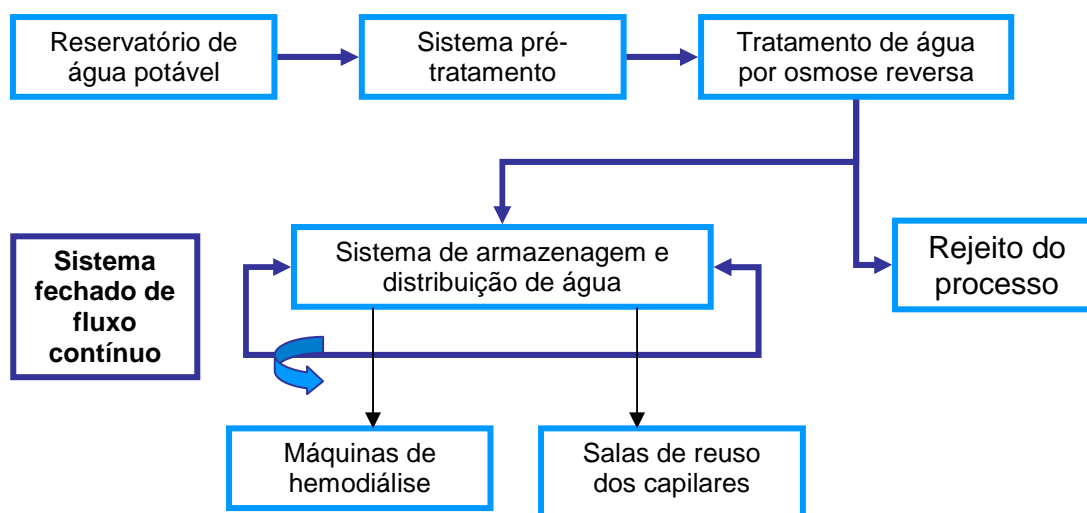 Reservatório de
água potável
Sistema pré-
tratamento
Tratamento de água
por osmose reversa
Sistema
fechado de
fluxo
contínuo
Sistema de armazenagem e
distribuição de água
Rejeito do
processo
Máquinas de
hemodiálise
Salas de reuso
dos capilares